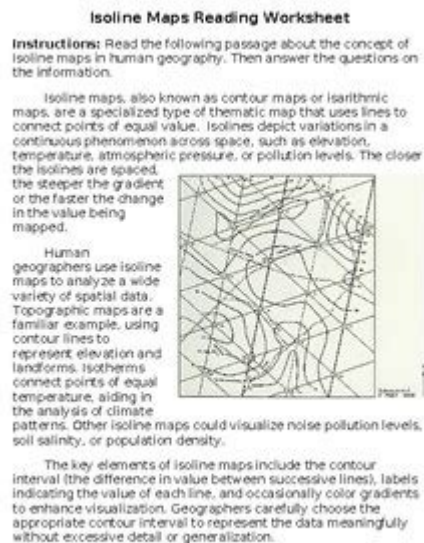 Isoline Maps Reading Worksheet
Instructions: Read the following passage about the concept of
isoline maps in human geography. Then answer the questions on
the information.
Isoline maps, also known as contour maps or isarithmic
maps, are a specialized type of thematic map that uses lines to
connect points of equal value. Isolines depict variations in a
continuous phenomenon across space, such as elevation,
temperature, atmospheric pressure, or pollution levels. The closer
the isolines are spaced,
the steeper the gradient
or the faster the change
in the value being
mapped.
Human
geographers use isoline
maps to analyze a wide
variety of spatial data.
Topographic maps are a
familiar example, using
contour lines to
represent elevation and
landforms. Isotherms
connect points of equal
temperature, aiding in
the analysis of climate
patterns. Other isoline maps could visualize noise pollution levels,
soil salinity, or population density.
The key elements of isoline maps include the contour
interval (the difference in value between successive lines), labels
indicating the value of each line, and occasionally color gradients
to enhance visualization. Geographers carefully choose the
appropriate contour interval to represent the data meaningfully
without excessive detail or generalization.